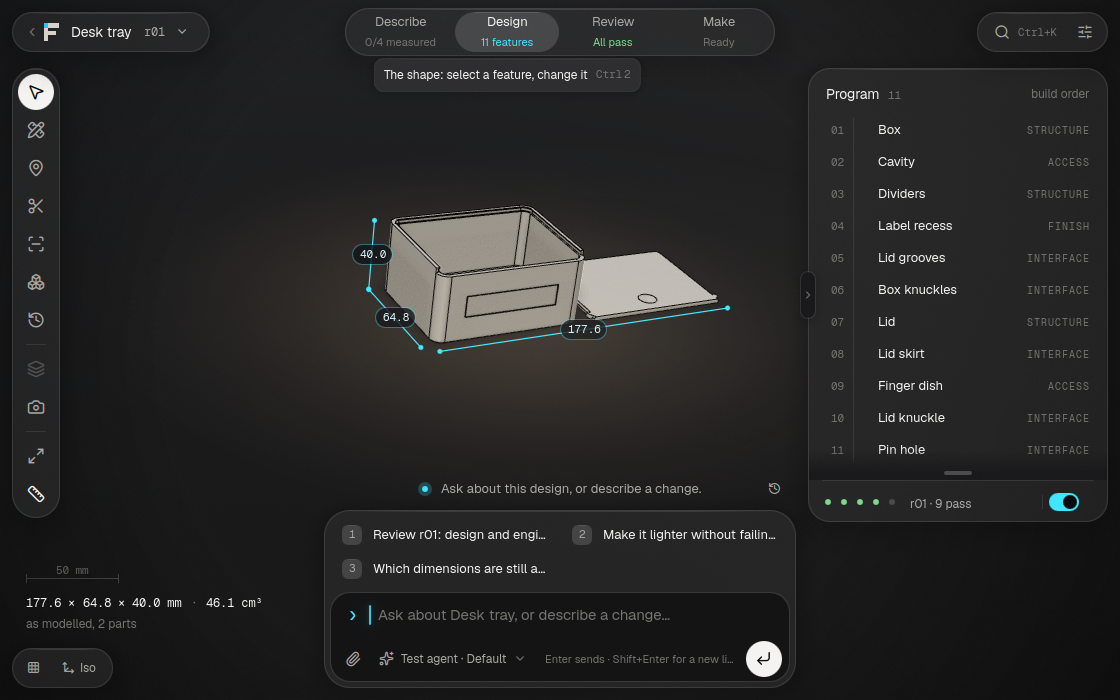 Desk tray r01
Describe
0/4 measured
Design
11 features
Review
All pass
Make
Ready
Ctrl+K
The shape: select a feature, change it Ctrl 2
Program 11 build order
01 Box STRUCTURE
02 Cavity ACCESS
03 Dividers STRUCTURE
04 Label recess FINISH
05 Lid grooves INTERFACE
06 Box knuckles INTERFACE
07 Lid STRUCTURE
08 Lid skirt INTERFACE
09 Finger dish ACCESS
10 Lid knuckle INTERFACE
11 Pin hole INTERFACE
r01 · 9 pass
40.0
64.8
177.6
Ask about this design, or describe a change.
1 Review r01: design and engi…
2 Make it lighter without failin…
3 Which dimensions are still a…
Ask about Desk tray, or describe a change…
Test agent · Default
Enter sends · Shift+Enter for a new li…
50 mm
177.6 × 64.8 × 40.0 mm · 46.1 cm³
as modelled, 2 parts
Iso